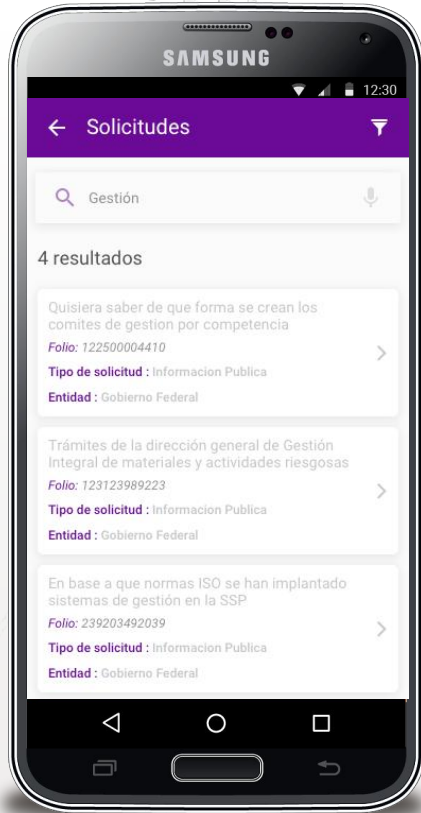 SAMSUNG
12:30
Solicitudes
Gestión
4 resultados
Quisiera saber de que forma se crean los
comites de gestion por competencia
Folio: 122500004410
Tipo de solicitud : Informacion Publica
Entidad : Gobierno Federal
Trámites de la dirección general de Gestión
Integral de materiales y actividades riesgosas
Folio: 123123989223
Tipo de solicitud : Informacion Publica
Entidad : Gobierno Federal
En base a que normas ISO se han implantado
sistemas de gestión en la SSP
Folio: 239203492039
Tipo de solicitud : Informacion Publica
Entidad : Gobierno Federal